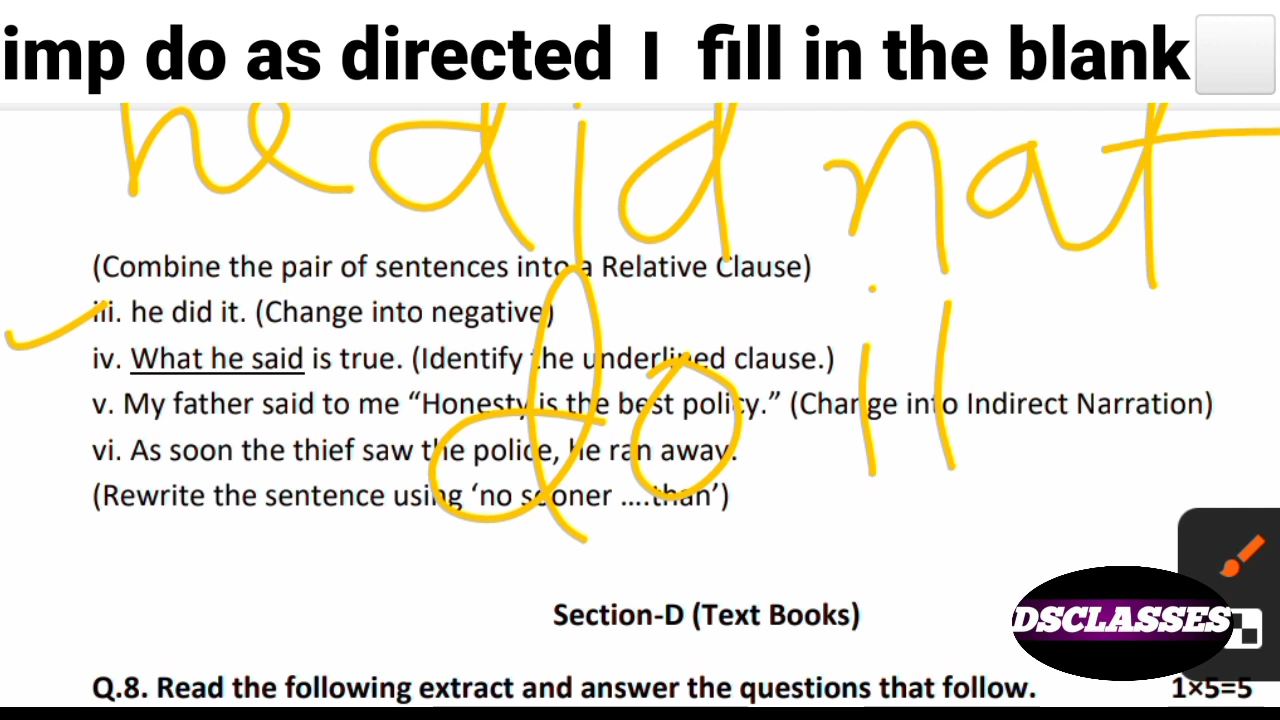 imp do as directed I fill in the blank
he did nat
(Combine the pair of sentences into a Relative Clause)
iii. he did it. (Change into negative)
iv. What he said is true. (Identify the underlined clause.)
v. My father said to me “Honesty is the best policy.” (Change into Indirect Narration)
vi. As soon the thief saw the police, he ran away.
(Rewrite the sentence using ‘no sooner ....than’)
do it
Section-D (Text Books)
DSCLASSES
Q.8. Read the following extract and answer the questions that follow. 1×5=5